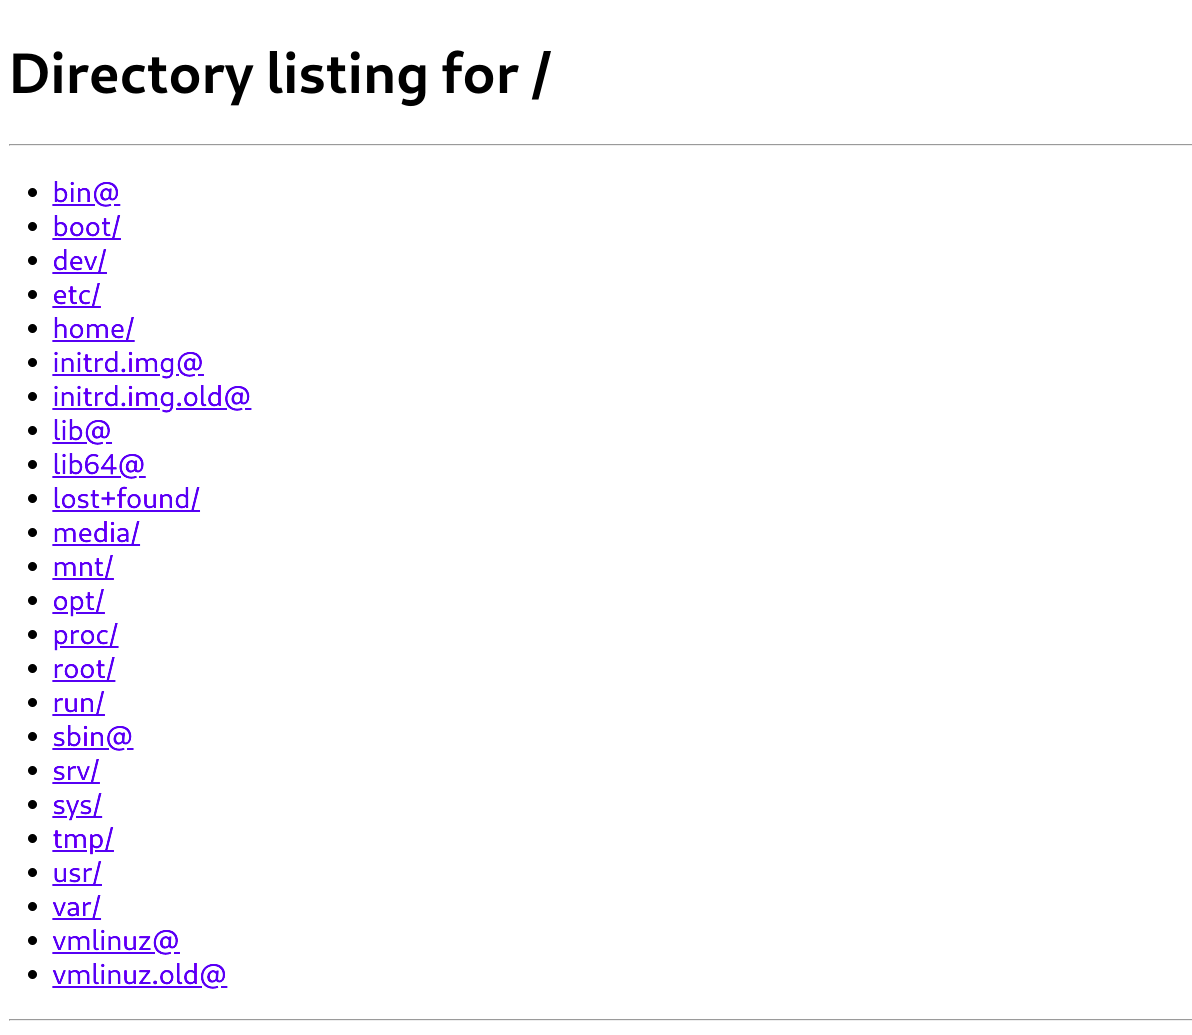 Directory listing for /
bin@
boot/
dev/
etc/
home/
initrd.img@
initrd.img.old@
lib@
lib64@
lost+found/
media/
mnt/
opt/
proc/
root/
run/
sbin@
srv/
sys/
tmp/
usr/
var/
vmlinuz@
vmlinuz.old@